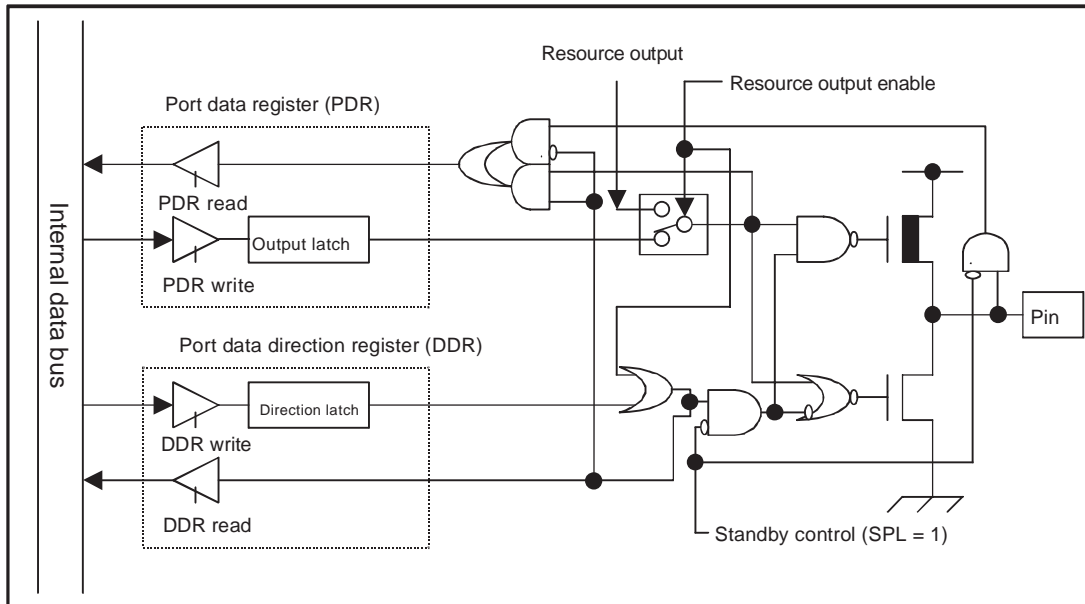 Resource output
Resource output enable
Port data register (PDR)
PDR read
Output latch
PDR write
Internal data bus
Pin
Port data direction register (DDR)
Direction latch
DDR write
DDR read
Standby control (SPL = 1)